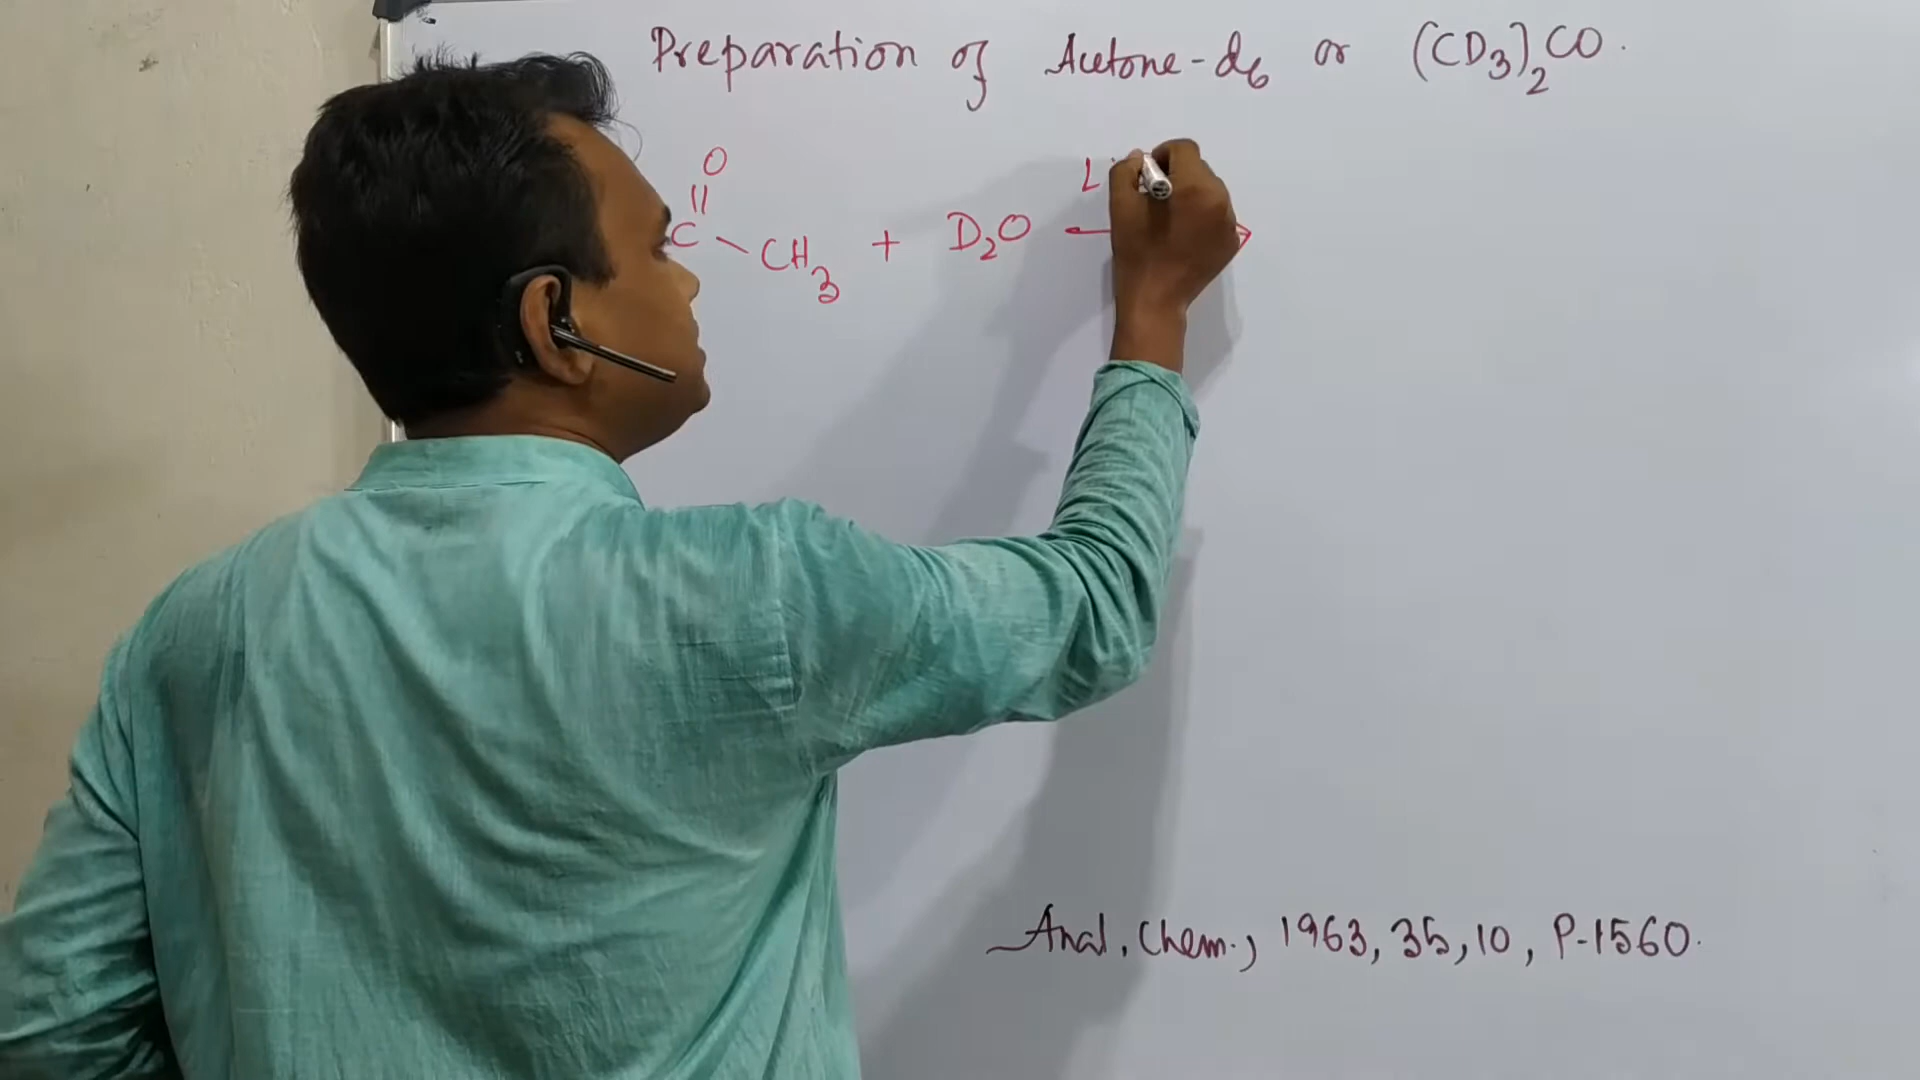 Preparation of Acetone-d6 or (CD3)2CO.
O
||
C - CH3 + D2O → 
L
Anal. Chem., 1963, 35, 10, P-1560.